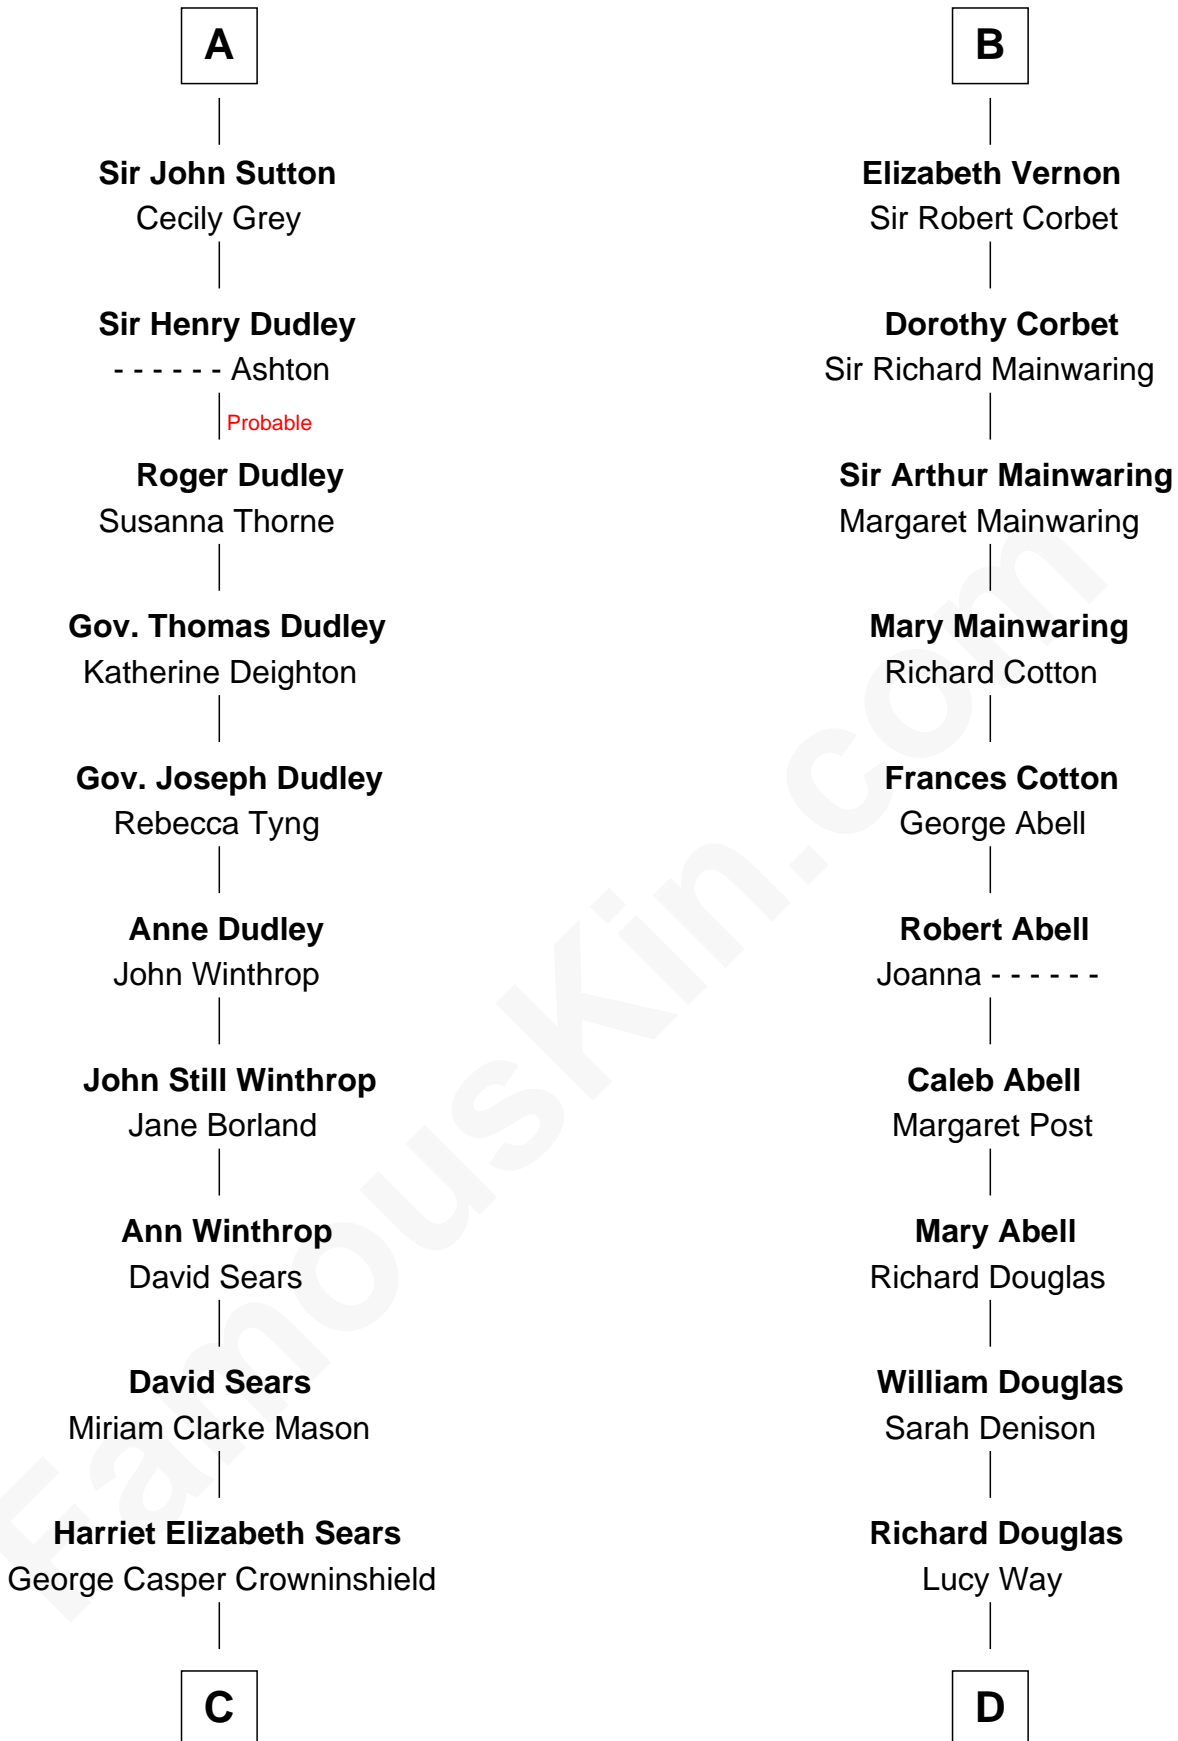 A
Sir John Sutton
Cecily Grey
Sir Henry Dudley
- - - - - - Ashton
Probable
Roger Dudley
Susanna Thorne
Gov. Thomas Dudley
Katherine Deighton
Gov. Joseph Dudley
Rebecca Tyng
Anne Dudley
John Winthrop
John Still Winthrop
Jane Borland
Ann Winthrop
David Sears
David Sears
Miriam Clarke Mason
Harriet Elizabeth Sears
George Casper Crowninshield
C
B
Elizabeth Vernon
Sir Robert Corbet
Dorothy Corbet
Sir Richard Mainwaring
Sir Arthur Mainwaring
Margaret Mainwaring
Mary Mainwaring
Richard Cotton
Frances Cotton
George Abell
Robert Abell
Joanna - - - - - -
Caleb Abell
Margaret Post
Mary Abell
Richard Douglas
William Douglas
Sarah Denison
Richard Douglas
Lucy Way
D
FamousKin.com